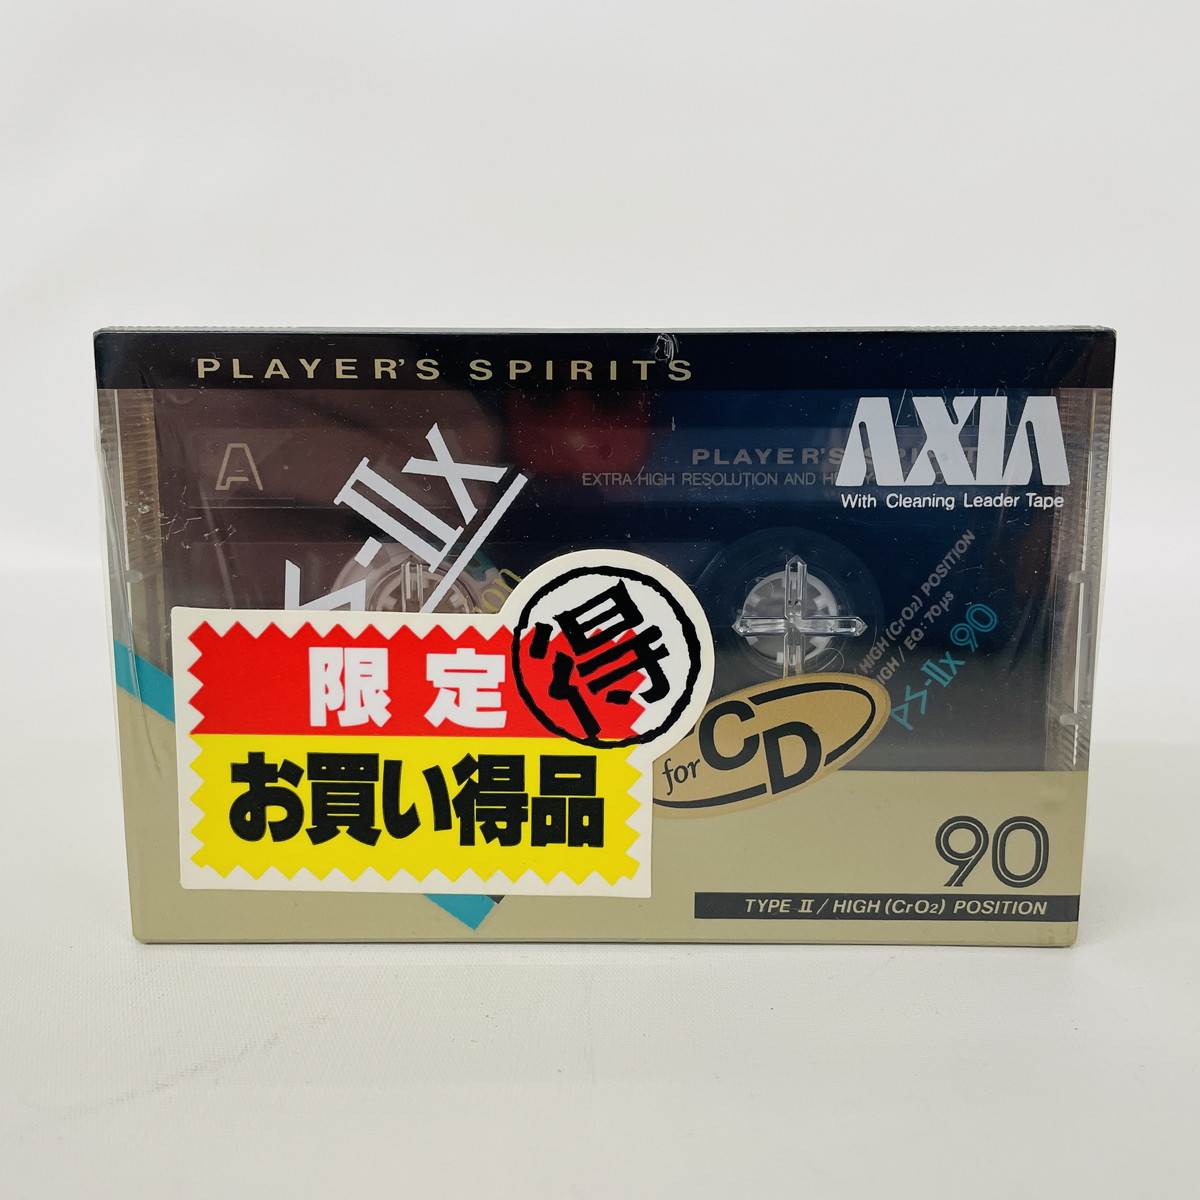 PLAYER'S SPIRITS
AXIA
With Cleaning Leader Tape
A
PLAYER'S
EXTRA HIGH RESOLUTION AND
PS-IIx
HIGH (CrO2) POSITION
HIGH / EQ: 70μs
PS-IIx 90
得
限定
お買い得品
for CD
90
TYPE II / HIGH (CrO2) POSITION